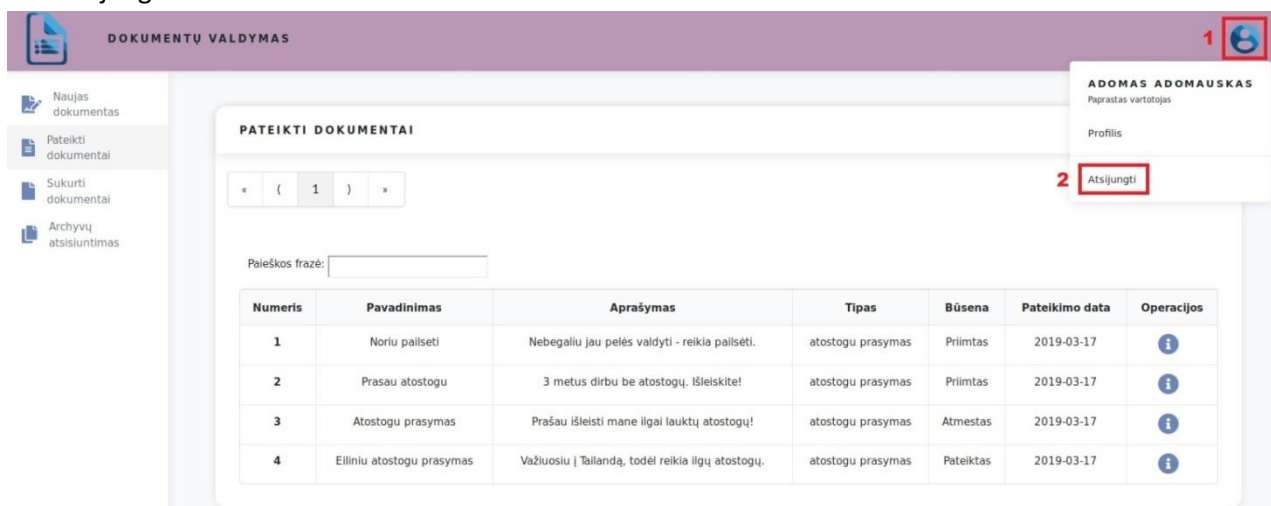 DOKUMENTŲ VALDYMAS
1
ADOMAS ADOMAUSKAS
Paprastas vartotojas
Profilis
2 Atsijungti
Naujas
dokumentas
Pateikti
dokumentai
Sukurti
dokumentai
Archyvų
atsisiuntimas
PATEIKTI DOKUMENTAI
« ⟨ 1 ⟩ »
Paieškos frazė:
Numeris Pavadinimas Aprašymas Tipas Būsena Pateikimo data Operacijos
1 Noriu pailseti Nebegaliu jau pelės valdyti - reikia pailsėti. atostogu prasymas Priimtas 2019-03-17
2 Prasau atostogu 3 metus dirbu be atostogų. Išleiskite! atostogu prasymas Priimtas 2019-03-17
3 Atostogu prasymas Prašau išleisti mane ilgai lauktų atostogų! atostogu prasymas Atmestas 2019-03-17
4 Eiliniu atostogu prasymas Važiuosiu į Tailandą, todėl reikia ilgų atostogų. atostogu prasymas Pateiktas 2019-03-17